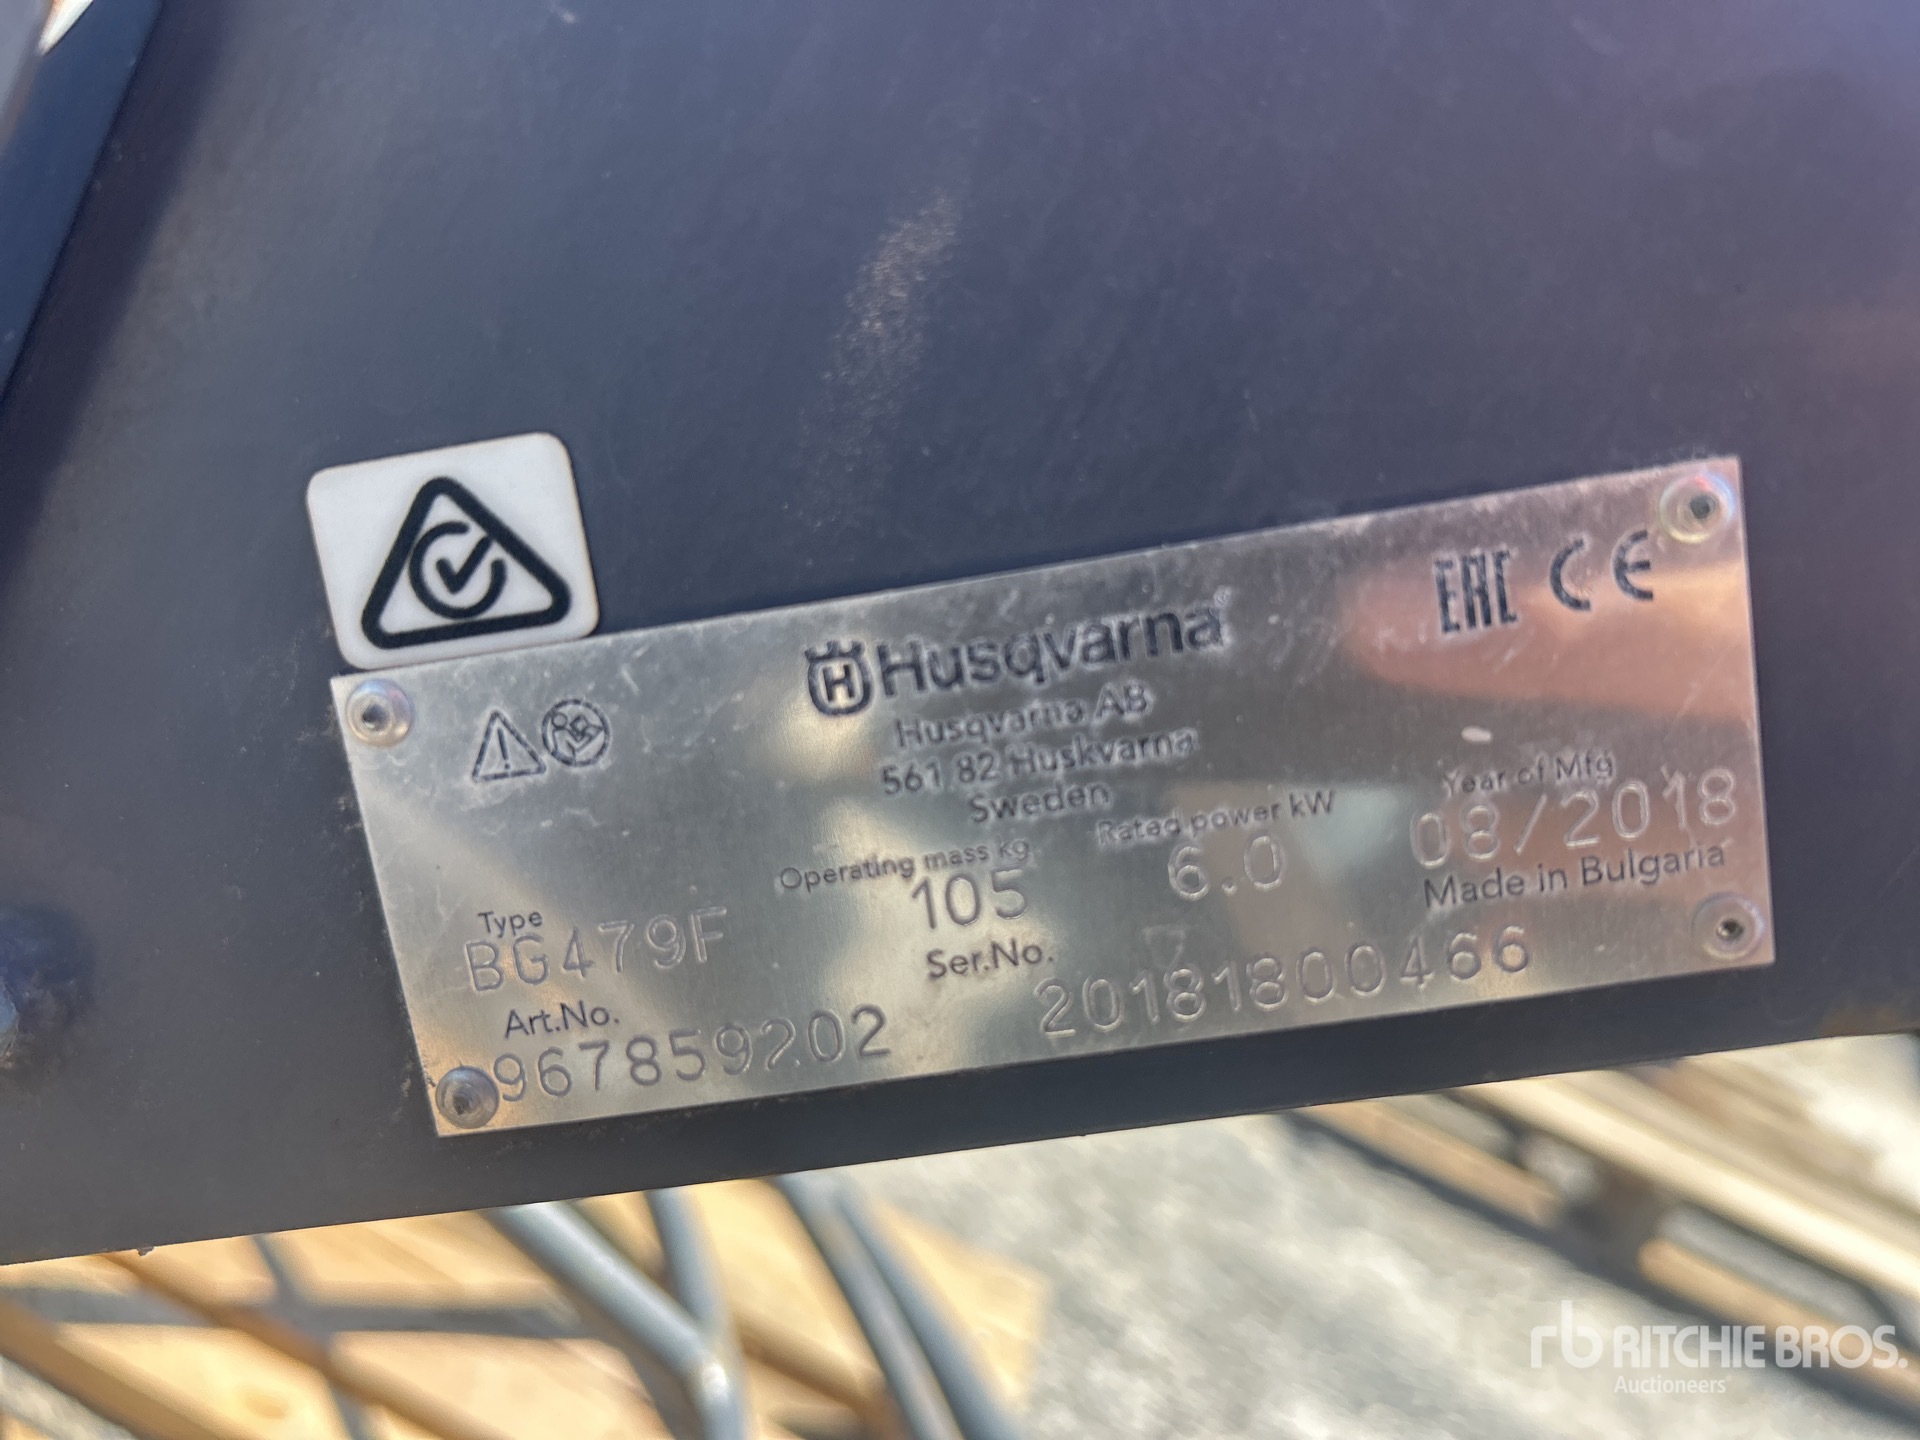 Husqvarna
EAC CE
Husqvarna AB
561 82 Huskvarna
Sweden
Type
BG479F
Operating mass kg
105
Rated power kW
6.0
Year of Mfg
08/2018
Made in Bulgaria
Art.No.
967859202
Ser.No.
20181800466
rb RITCHIE BROS.
Auctioneers